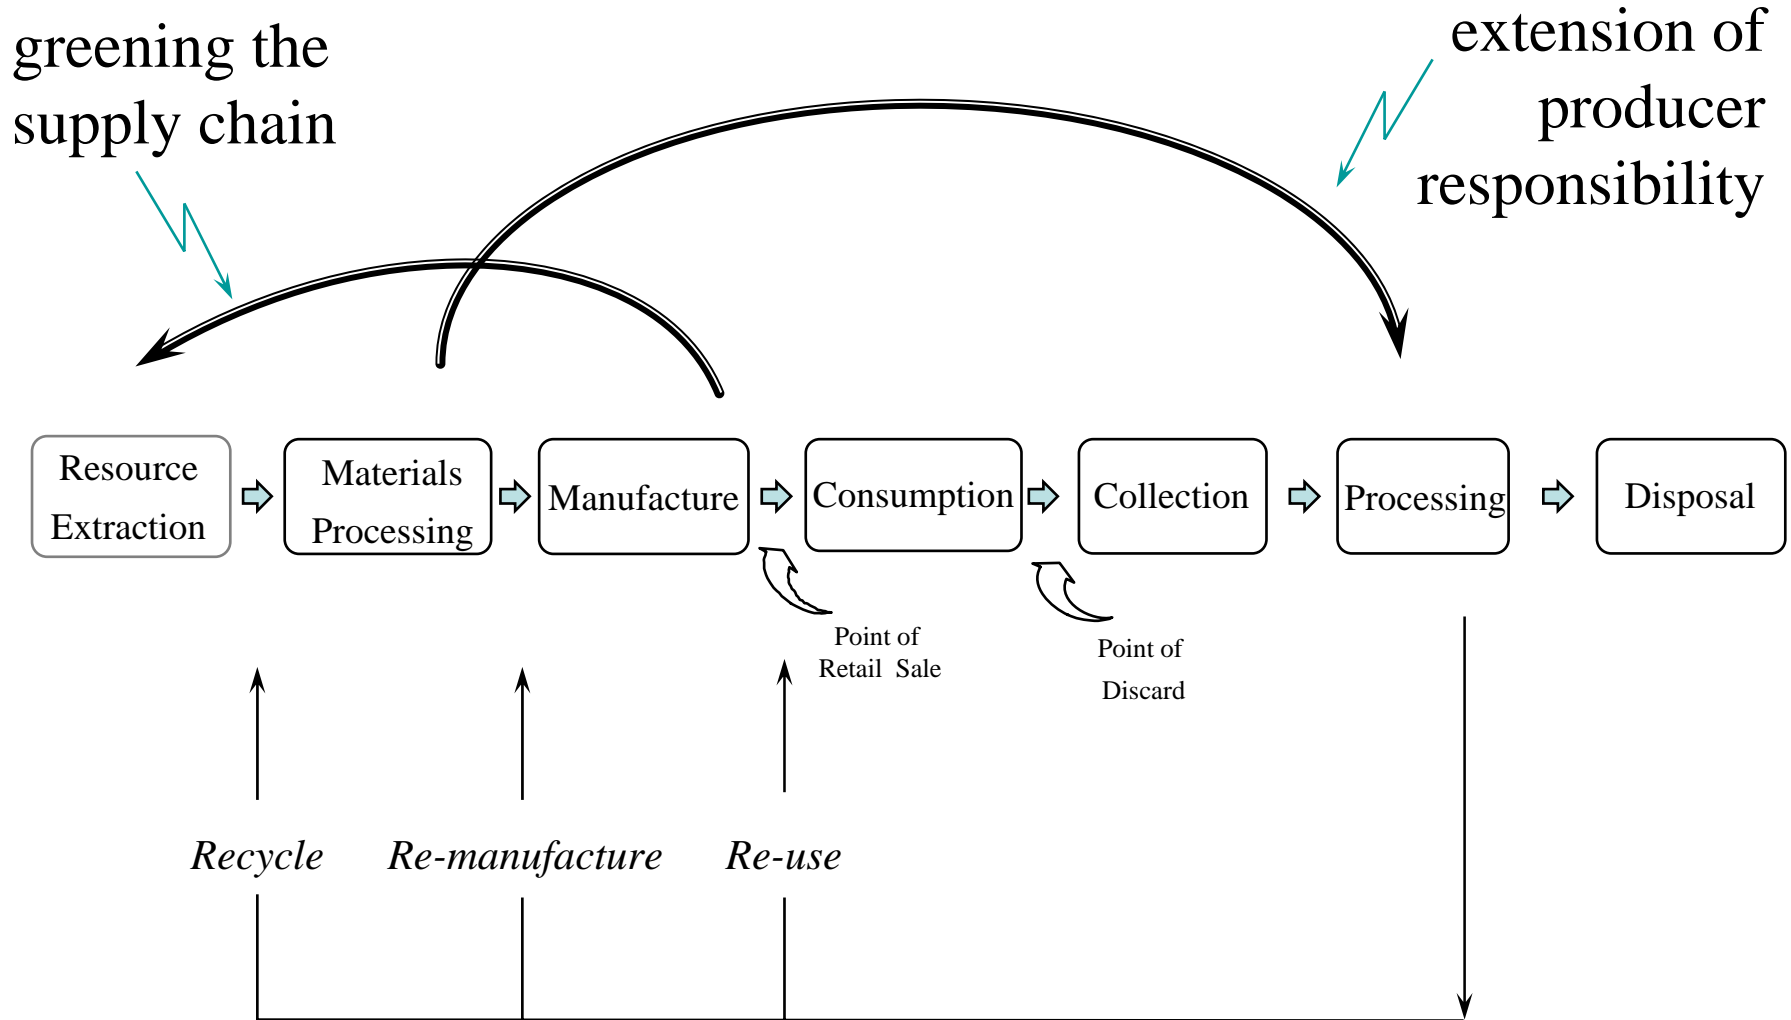 greening the
supply chain
extension of
producer
responsibility
Resource
Extraction
Materials
Processing
Manufacture
Consumption
Collection
Processing
Disposal
Point of
Retail Sale
Point of
Discard
Recycle
Re-manufacture
Re-use